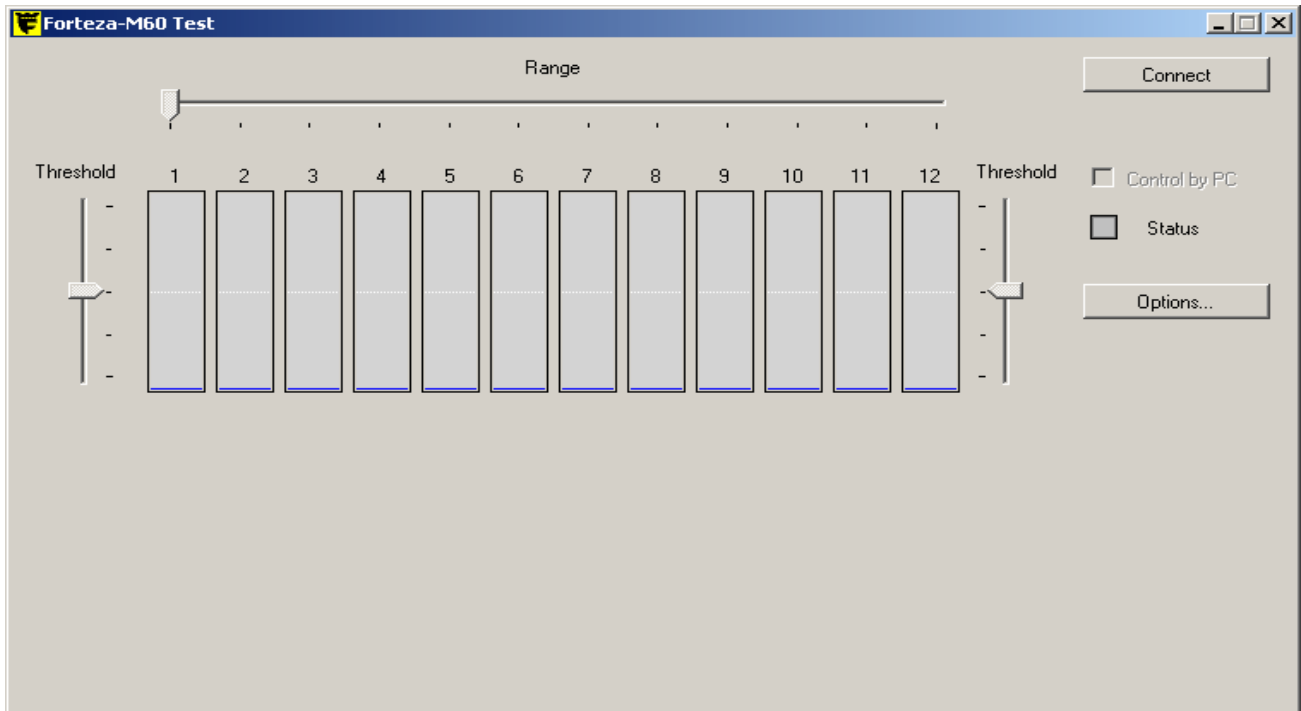 Forteza-M60 Test
Range
Connect
Threshold
1 2 3 4 5 6 7 8 9 10 11 12
Threshold
Control by PC
Status
Options...